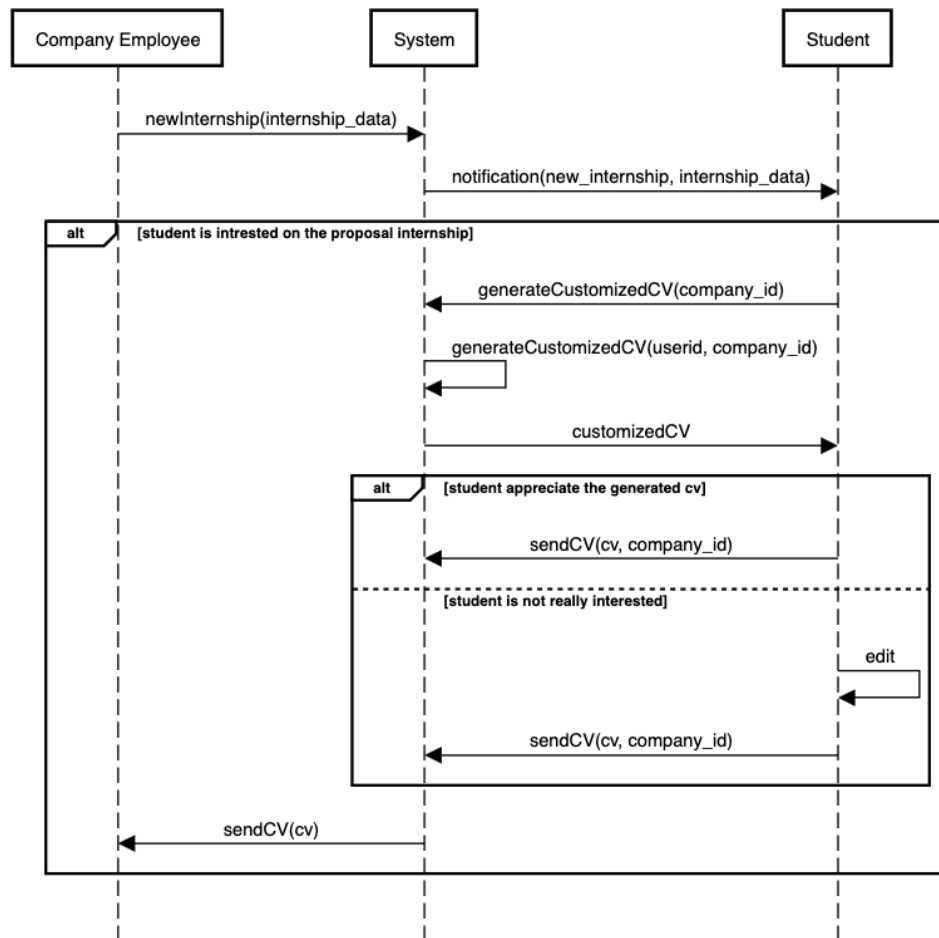 Company Employee
System
Student
newInternship(internship_data)
notification(new_internship, internship_data)
alt
[student is intrested on the proposal internship]
generateCustomizedCV(company_id)
generateCustomizedCV(userid, company_id)
customizedCV
alt
[student appreciate the generated cv]
sendCV(cv, company_id)
[student is not really interested]
edit
sendCV(cv, company_id)
sendCV(cv)